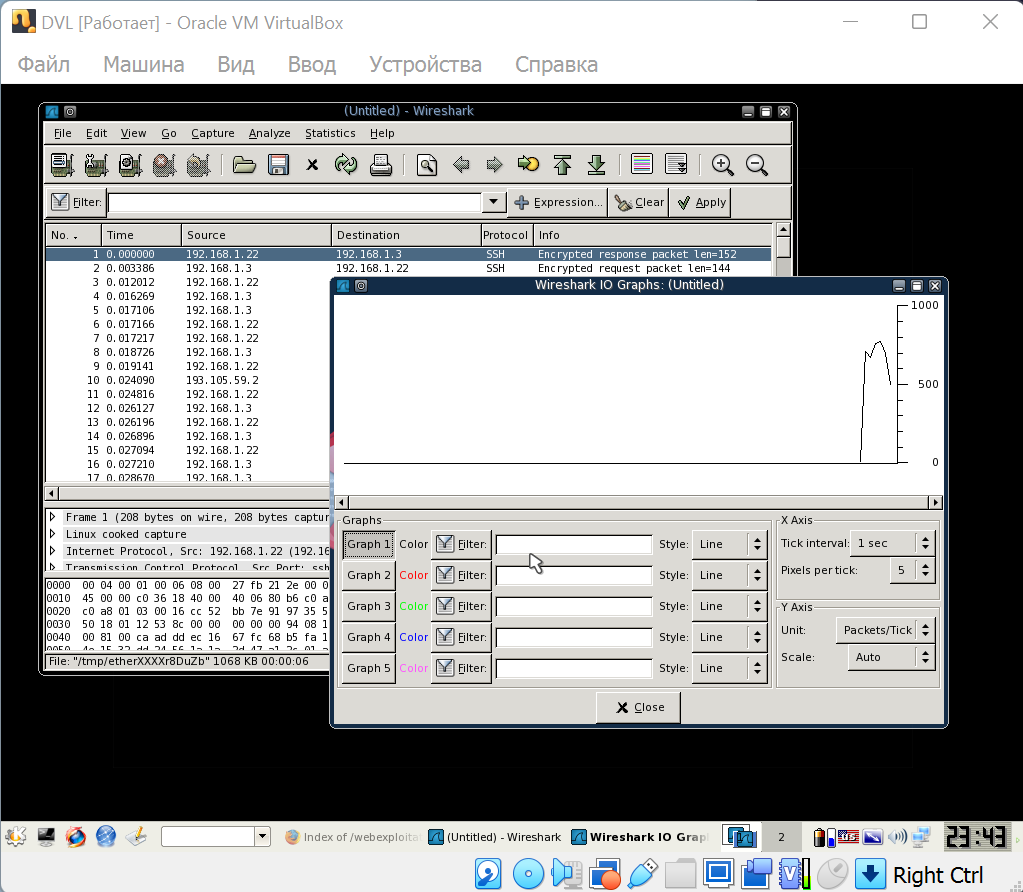 DVL [Работает] - Oracle VM VirtualBox
Файл Машина Вид Ввод Устройства Справка
(Untitled) - Wireshark
File Edit View Go Capture Analyze Statistics Help
Filter: Expression... Clear Apply
No. Time Source Destination Protocol Info
1 0.000000 192.168.1.22 192.168.1.3 SSH Encrypted response packet len=152
2 0.003386 192.168.1.3 192.168.1.22 SSH Encrypted request packet len=144
3 0.012012 192.168.1.22
4 0.016269 192.168.1.3
5 0.017106 192.168.1.3
6 0.017166 192.168.1.22
7 0.017217 192.168.1.22
8 0.018726 192.168.1.3
9 0.019141 192.168.1.22
10 0.024090 193.105.59.2
11 0.024816 192.168.1.22
12 0.026127 192.168.1.3
13 0.026196 192.168.1.22
14 0.026896 192.168.1.3
15 0.027094 192.168.1.22
16 0.027210 192.168.1.3
17 0.028670 192.168.1.3
Frame 1 (208 bytes on wire, 208 bytes captur
Linux cooked capture
Internet Protocol, Src: 192.168.1.22 (192.16
Transmission Control Protocol, Src Port: ssh
0000 00 04 00 01 00 06 08 00 27 fb 21 2e 00 0
0010 45 00 00 c0 36 18 40 00 40 06 80 b6 c0 a
0020 c0 a8 01 03 00 16 cc 52 bb 7e 91 97 35 5
0030 50 18 01 12 53 8c 00 00 00 00 94 08 1
0040 00 81 00 ca ad dd ec 16 67 fc 68 b5 fa 1
File: "/tmp/etherXXXXr8DuZb" 1068 KB 00:00:06
Wireshark IO Graphs: (Untitled)
1000
500
0
Graphs
Graph 1 Color Filter: Style: Line
Graph 2 Color Filter: Style: Line
Graph 3 Color Filter: Style: Line
Graph 4 Color Filter: Style: Line
Graph 5 Color Filter: Style: Line
X Axis
Tick interval: 1 sec
Pixels per tick: 5
Y Axis
Unit: Packets/Tick
Scale: Auto
Close
Index of /webexploita (Untitled) - Wireshark Wireshark IO Grap 2 23:43
Right Ctrl